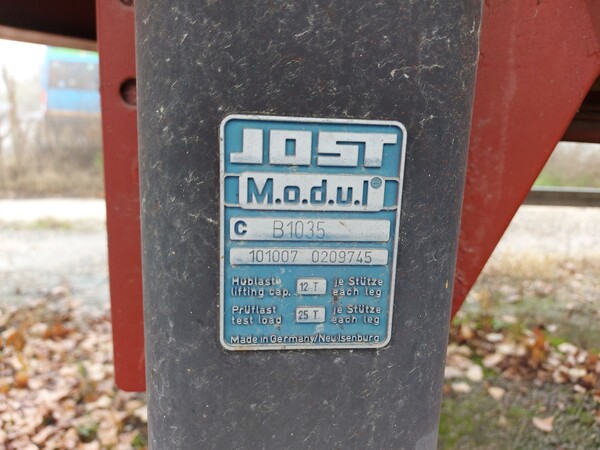 JOST
M.o.d.u.l®
C B1035
101007 0209745
Hublast 12 T je Stütze
lifting cap. each leg
Prüflast 25 T je Stütze
test load each leg
Made in Germany/Neu Isenburg